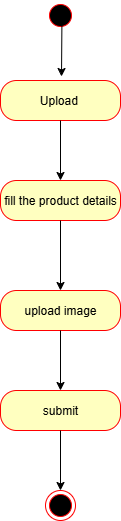 Upload
fill the product details
upload image
submit